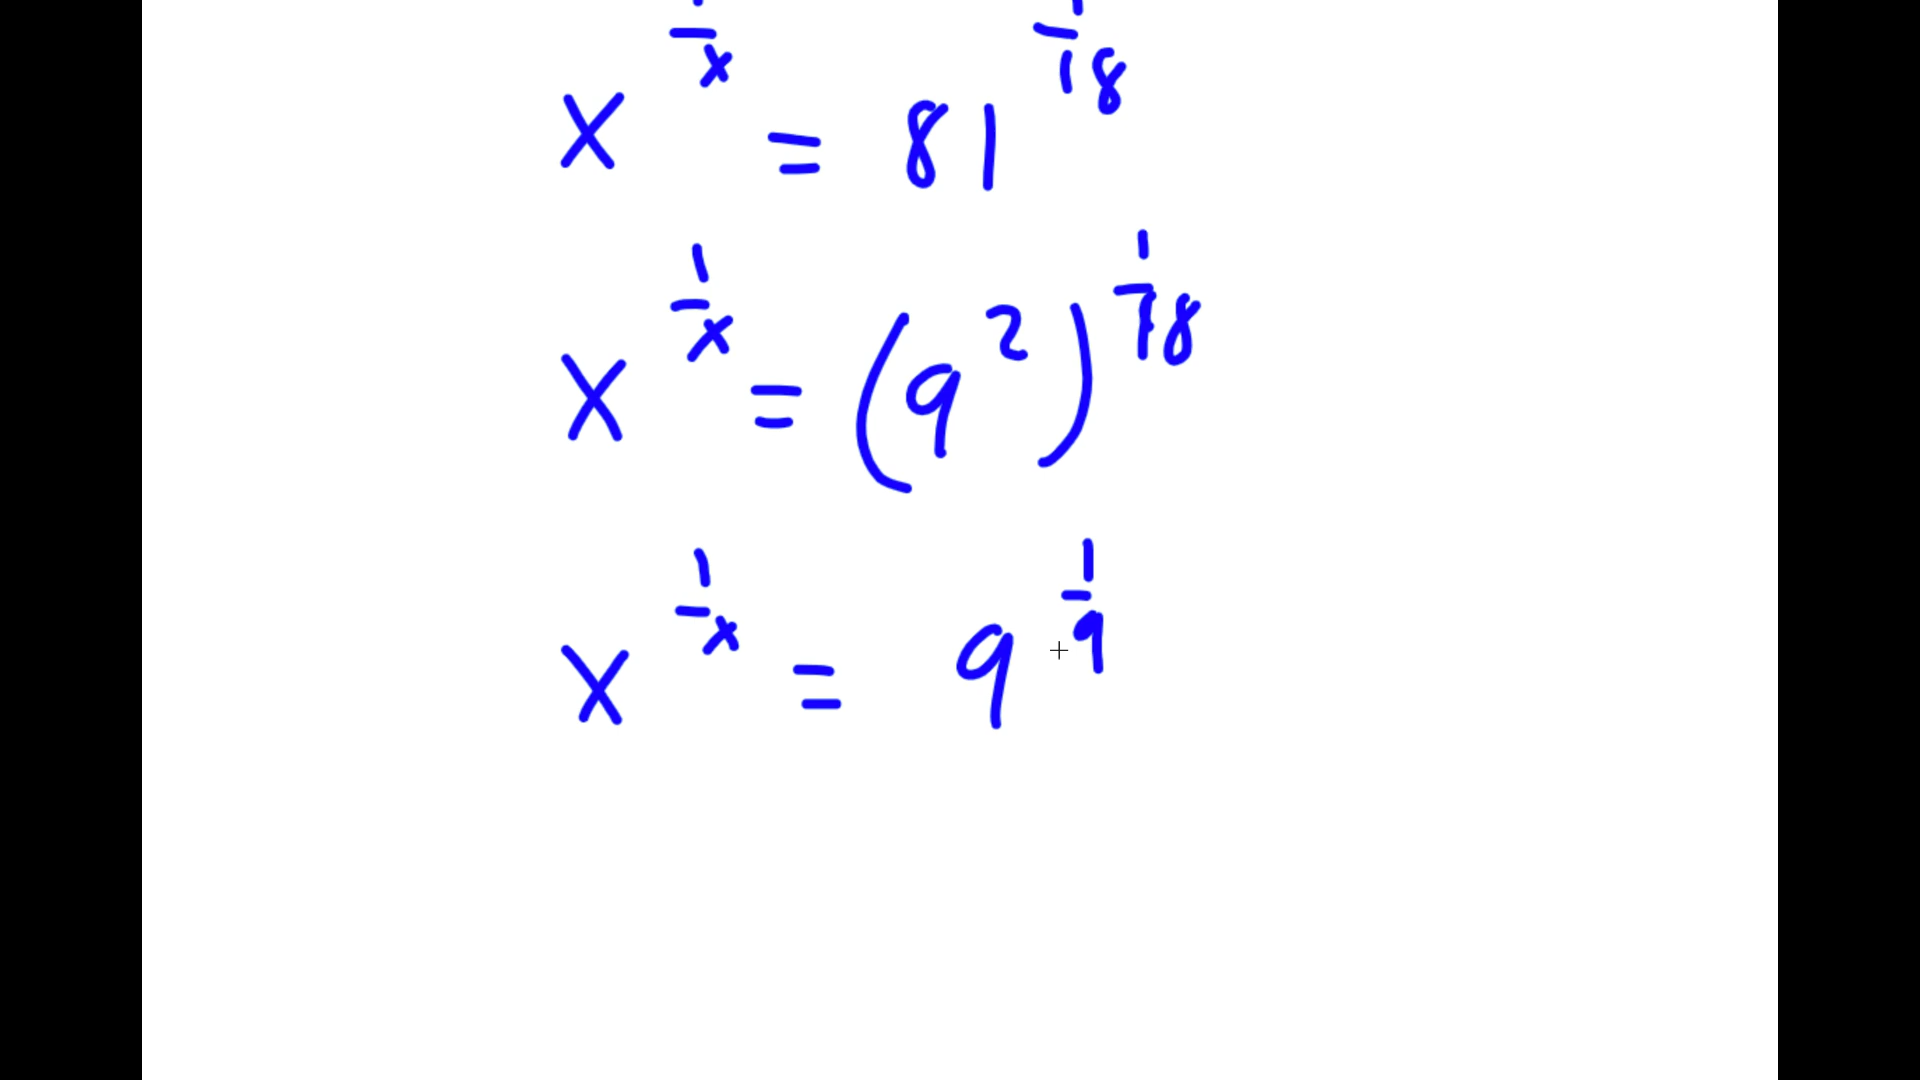 x^(1/x) = 81^(1/18)
x^(1/x) = (9^2)^(1/18)
x^(1/x) = 9^(1/9)